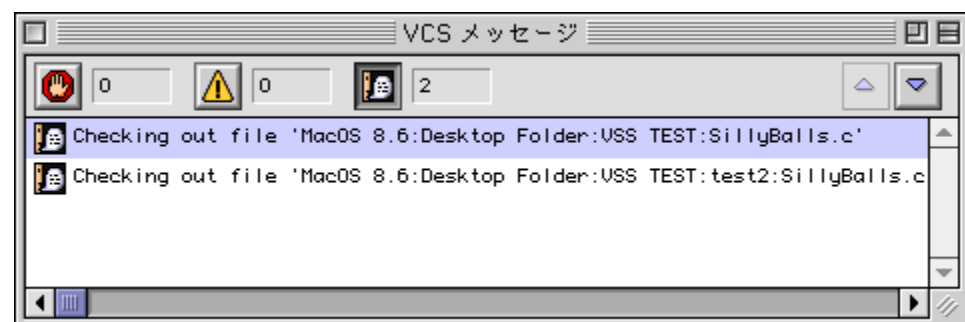 VCS メッセージ
0 0 2
Checking out file 'MacOS 8.6:Desktop Folder:VSS TEST:SillyBalls.c'
Checking out file 'MacOS 8.6:Desktop Folder:VSS TEST:test2:SillyBalls.c